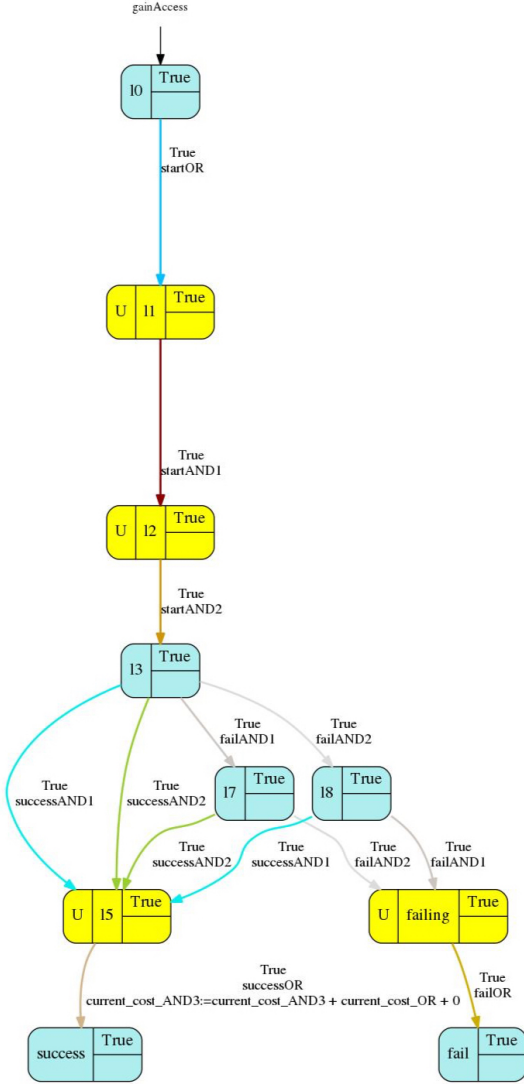 gainAccess
l0
True
True
startOR
U
l1
True
True
startAND1
U
l2
True
True
startAND2
l3
True
True
failAND1
True
failAND2
True
successAND1
True
successAND2
l7
True
l8
True
True
successAND2
True
successAND1
True
failAND2
True
failAND1
U
l5
True
U
failing
True
True
successOR
current_cost_AND3:=current_cost_AND3 + current_cost_OR + 0
True
failOR
success
True
fail
True